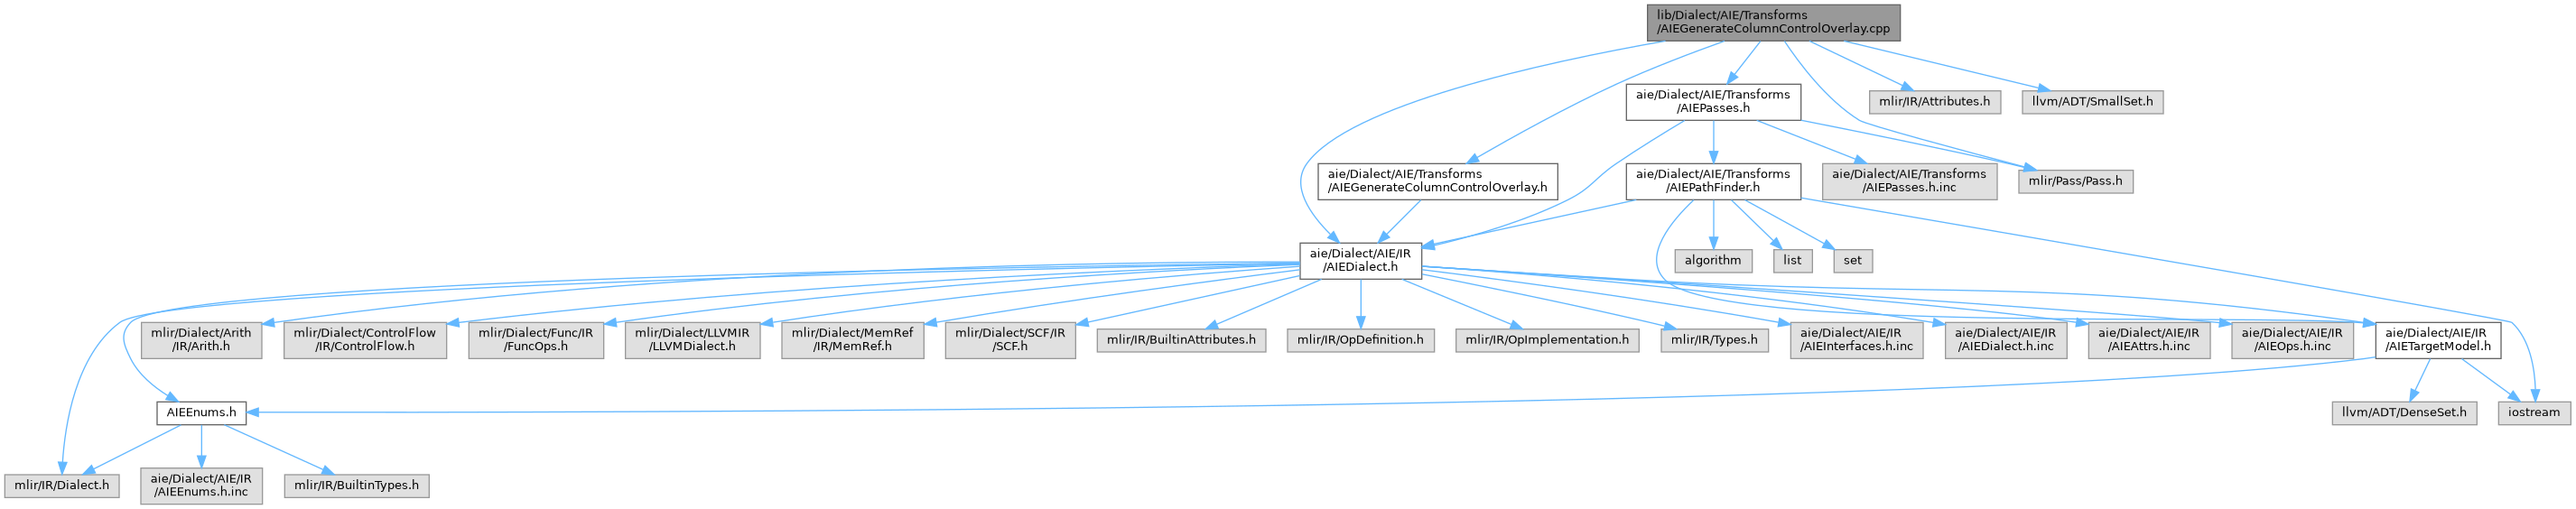 lib/Dialect/AIE/Transforms
/AIEGenerateColumnControlOverlay.cpp
aie/Dialect/AIE/Transforms
/AIEPasses.h
mlir/IR/Attributes.h
llvm/ADT/SmallSet.h
aie/Dialect/AIE/Transforms
/AIEGenerateColumnControlOverlay.h
aie/Dialect/AIE/Transforms
/AIEPathFinder.h
aie/Dialect/AIE/Transforms
/AIEPasses.h.inc
mlir/Pass/Pass.h
aie/Dialect/AIE/IR
/AIEDialect.h
algorithm
list
set
mlir/Dialect/Arith
/IR/Arith.h
mlir/Dialect/ControlFlow
/IR/ControlFlow.h
mlir/Dialect/Func/IR
/FuncOps.h
mlir/Dialect/LLVMIR
/LLVMDialect.h
mlir/Dialect/MemRef
/IR/MemRef.h
mlir/Dialect/SCF/IR
/SCF.h
mlir/IR/BuiltinAttributes.h
mlir/IR/OpDefinition.h
mlir/IR/OpImplementation.h
mlir/IR/Types.h
aie/Dialect/AIE/IR
/AIEInterfaces.h.inc
aie/Dialect/AIE/IR
/AIEDialect.h.inc
aie/Dialect/AIE/IR
/AIEAttrs.h.inc
aie/Dialect/AIE/IR
/AIEOps.h.inc
aie/Dialect/AIE/IR
/AIETargetModel.h
AIEEnums.h
llvm/ADT/DenseSet.h
iostream
mlir/IR/Dialect.h
aie/Dialect/AIE/IR
/AIEEnums.h.inc
mlir/IR/BuiltinTypes.h